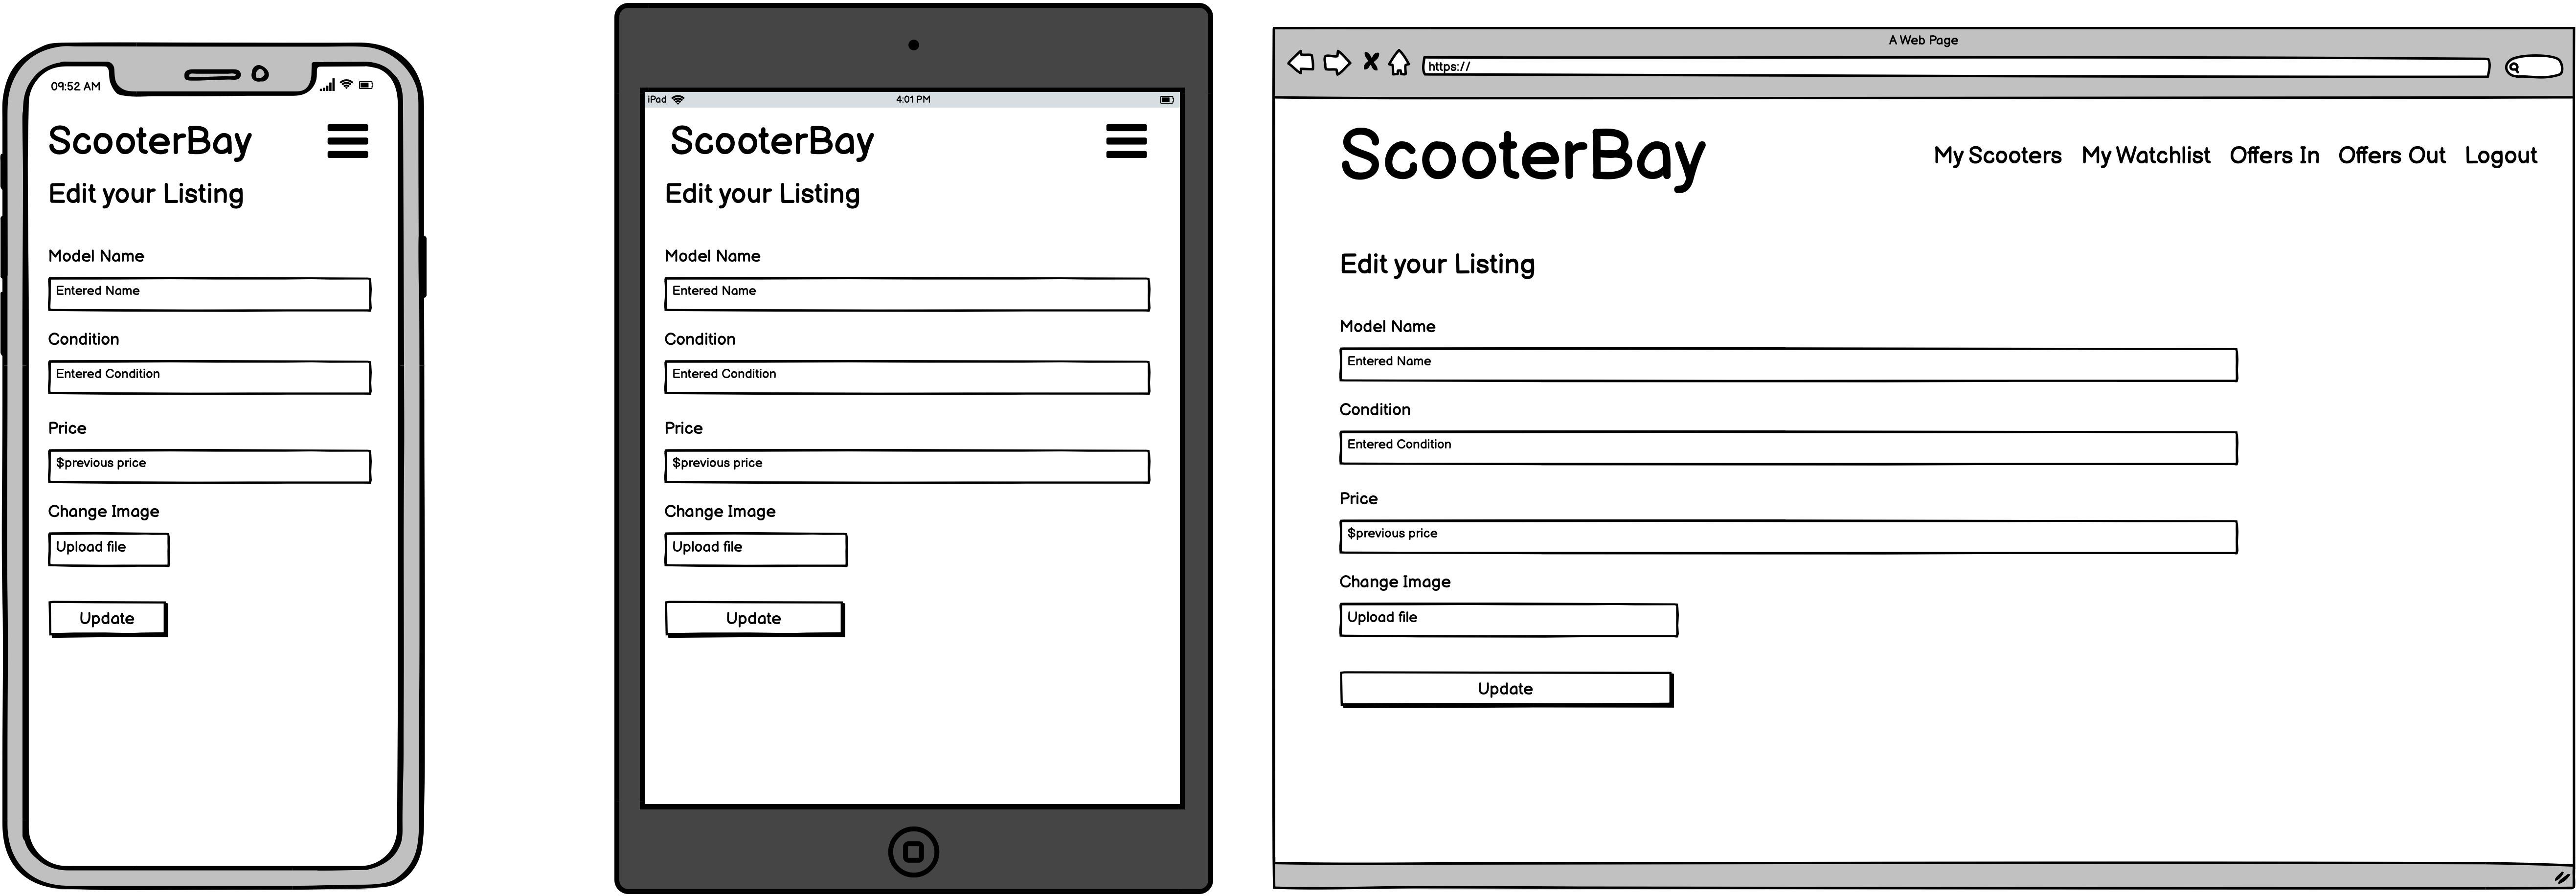 09:52 AM
ScooterBay
Edit your Listing
Model Name
Entered Name
Condition
Entered Condition
Price
$previous price
Change Image
Upload file
Update
iPad
4:01 PM
ScooterBay
Edit your Listing
Model Name
Entered Name
Condition
Entered Condition
Price
$previous price
Change Image
Upload file
Update
A Web Page
https://
ScooterBay
My Scooters My Watchlist Offers In Offers Out Logout
Edit your Listing
Model Name
Entered Name
Condition
Entered Condition
Price
$previous price
Change Image
Upload file
Update